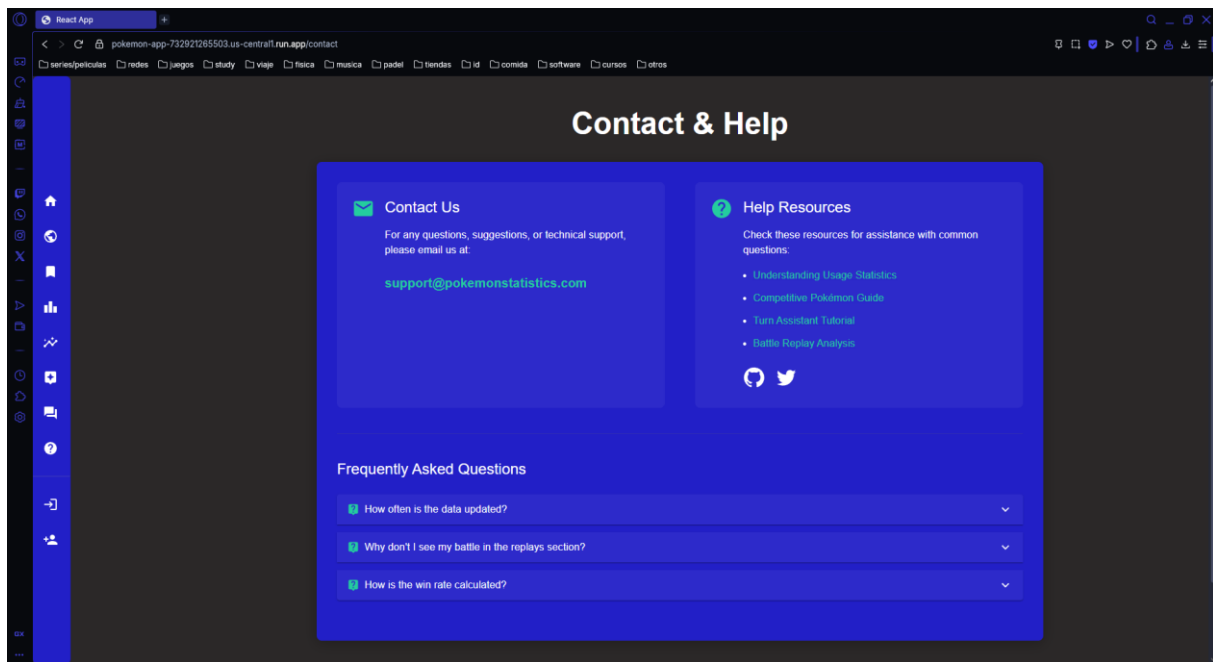 React App
pokemon-app-732921265503.us-central1.run.app/contact
series/peliculas redes juegos study viaje fisica musica padel tiendas id comida software cursos otros
Contact & Help
Contact Us
For any questions, suggestions, or technical support,
please email us at:
support@pokemonstatistics.com
Help Resources
Check these resources for assistance with common
questions:
• Understanding Usage Statistics
• Competitive Pokémon Guide
• Turn Assistant Tutorial
• Battle Replay Analysis
Frequently Asked Questions
How often is the data updated?
Why don't I see my battle in the replays section?
How is the win rate calculated?
GX